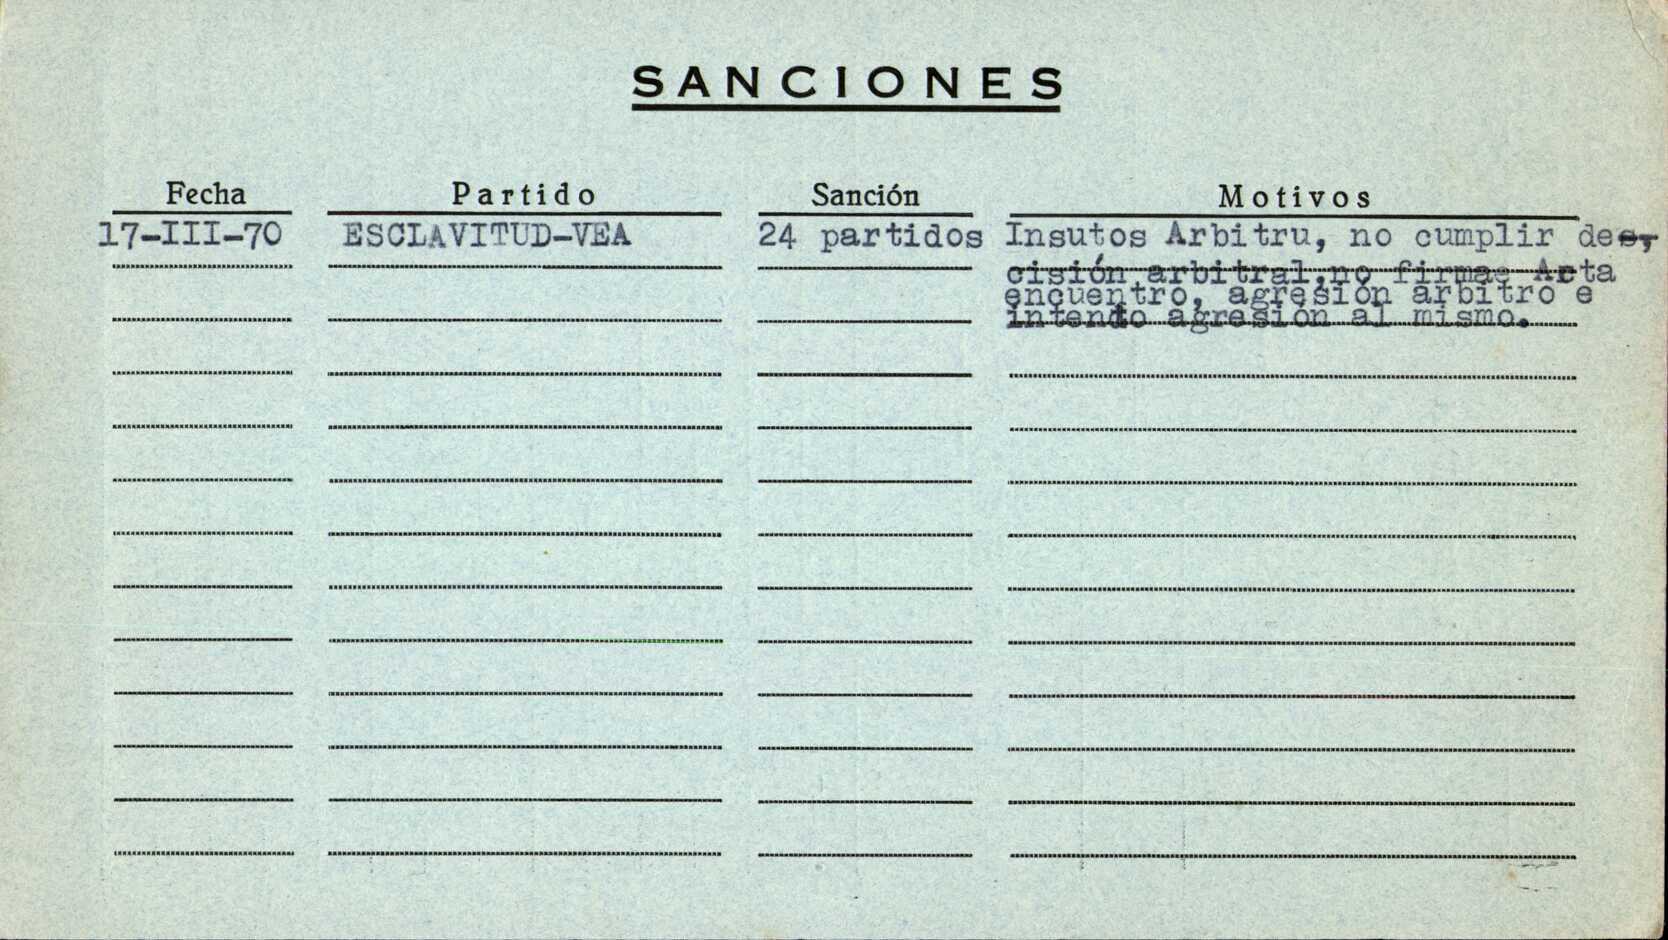 SANCIONES
Fecha Partido Sanción Motivos
17-III-70 ESCLAVITUD-VEA 24 partidos Insutos Arbitru, no cumplir de
cisión arbitral,no firmae Acta
encuentro, agresión arbitro e
intendo agresión al mismo.